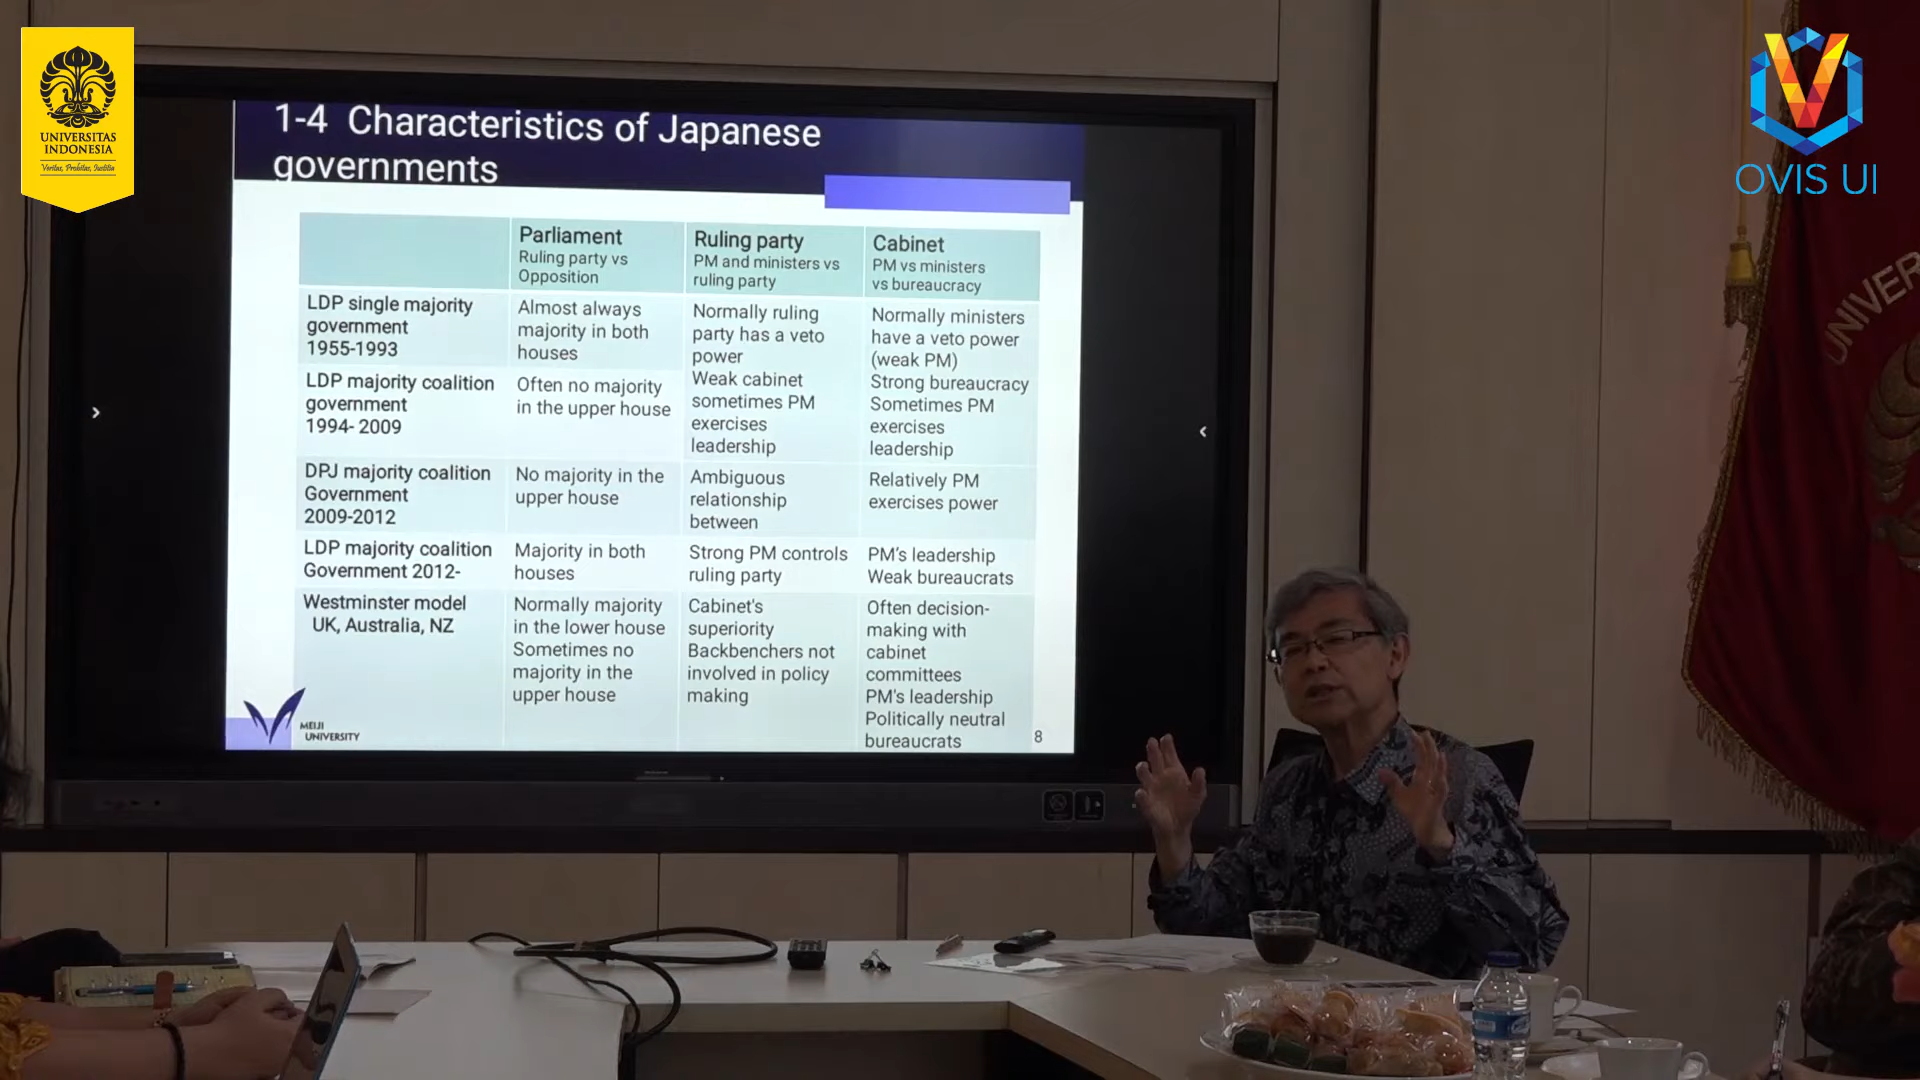 UNIVERSITAS
INDONESIA
Veritas, Probitas, Iustitia
OVIS UI
1-4 Characteristics of Japanese
governments
Parliament
Ruling party vs
Opposition
Ruling party
PM and ministers vs
ruling party
Cabinet
PM vs ministers
vs bureaucracy
LDP single majority
government
1955-1993
Almost always
majority in both
houses
Normally ruling
party has a veto
power
Weak cabinet
sometimes PM
exercises
leadership
Normally ministers
have a veto power
(weak PM)
Strong bureaucracy
Sometimes PM
exercises
leadership
LDP majority coalition
government
1994- 2009
Often no majority
in the upper house
DPJ majority coalition
Government
2009-2012
No majority in the
upper house
Ambiguous
relationship
between
Relatively PM
exercises power
LDP majority coalition
Government 2012-
Majority in both
houses
Strong PM controls
ruling party
PM's leadership
Weak bureaucrats
Westminster model
UK, Australia, NZ
Normally majority
in the lower house
Sometimes no
majority in the
upper house
Cabinet's
superiority
Backbenchers not
involved in policy
making
Often decision-
making with
cabinet
committees
PM's leadership
Politically neutral
bureaucrats
MEIJI
UNIVERSITY
8
UNIVER